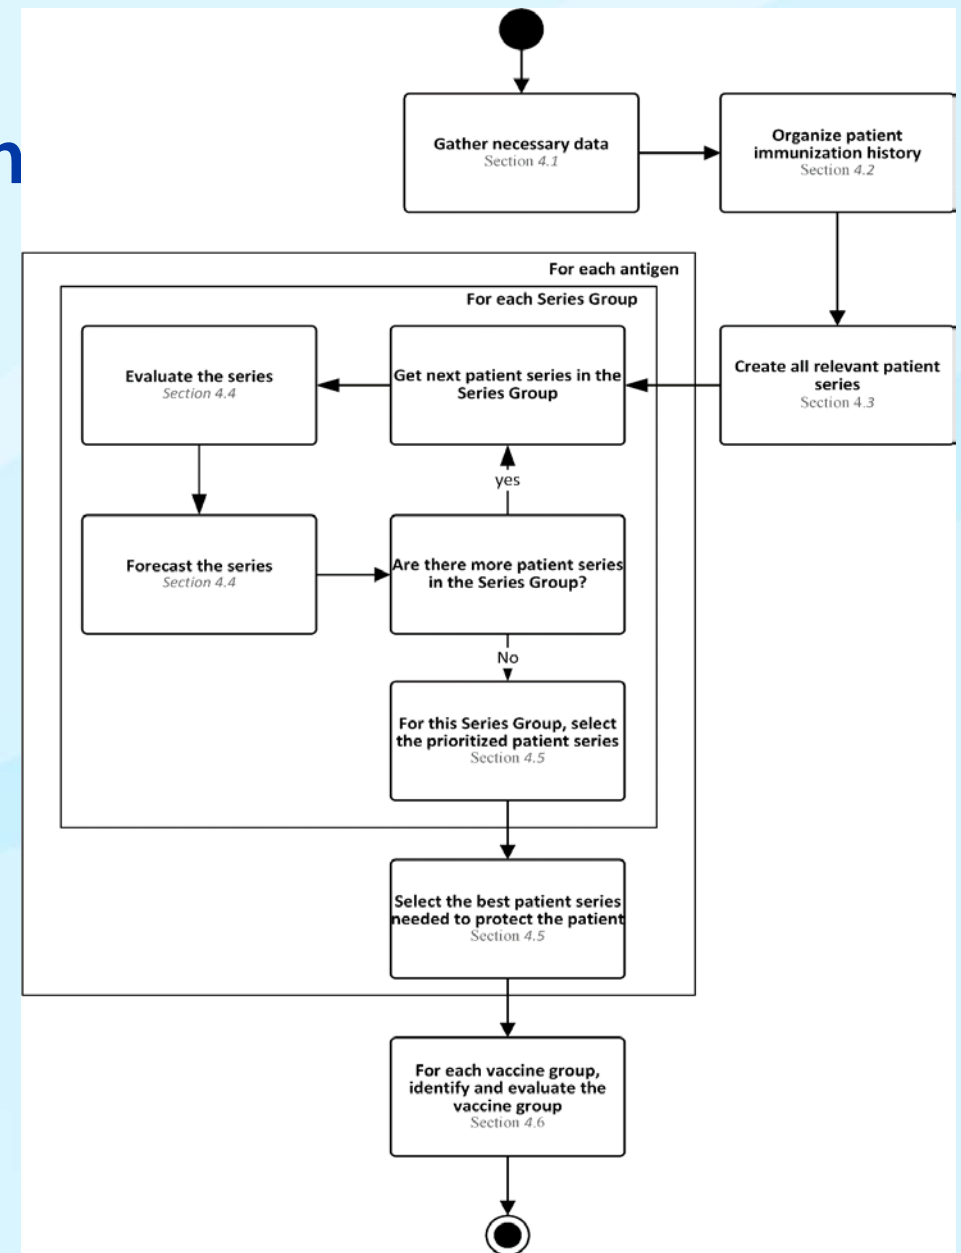 n
Gather necessary data
Section 4.1
Organize patient
immunization history
Section 4.2
For each antigen
For each Series Group
Evaluate the series
Section 4.4
Get next patient series in the
Series Group
Create all relevant patient
series
Section 4.3
yes
Forecast the series
Section 4.4
Are there more patient series
in the Series Group?
No
For this Series Group, select
the prioritized patient series
Section 4.5
Select the best patient series
needed to protect the patient
Section 4.5
For each vaccine group,
identify and evaluate the
vaccine group
Section 4.6